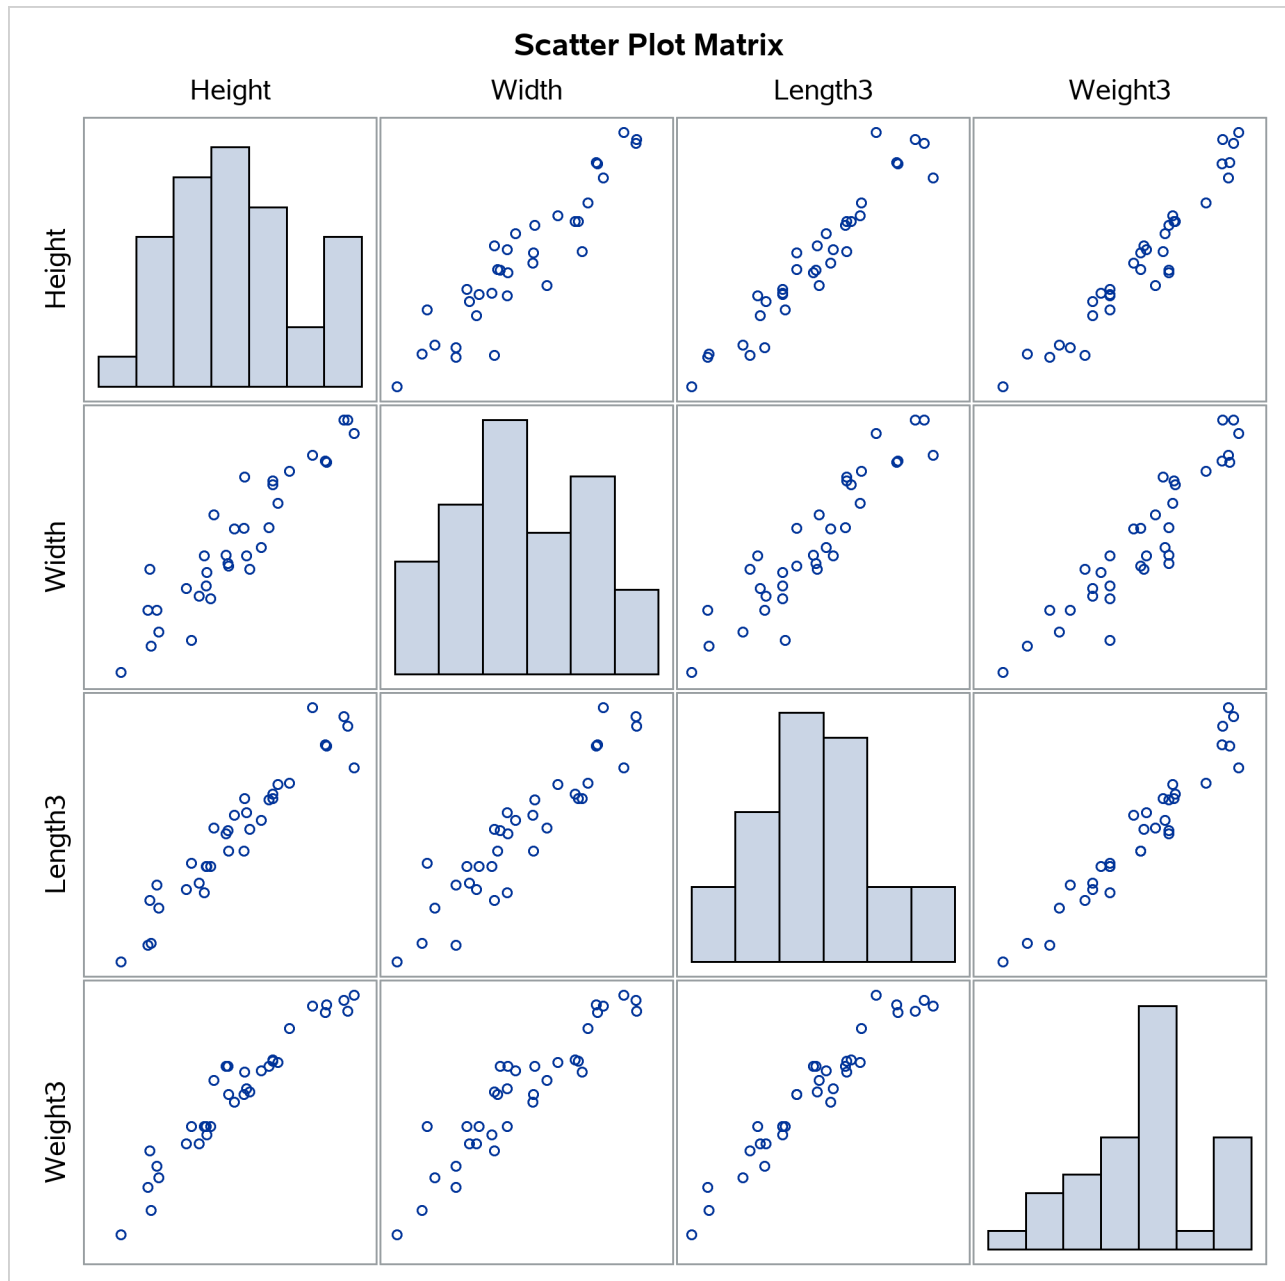 Scatter Plot Matrix
Height Width Length3 Weight3
Height
Width
Length3
Weight3